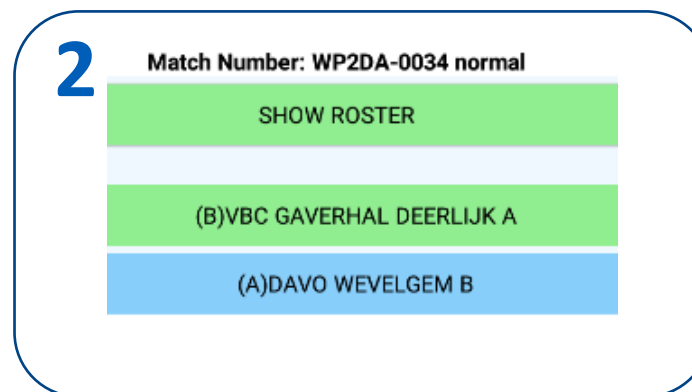 2
Match Number: WP2DA-0034 normal
SHOW ROSTER
(B)VBC GAVERHAL DEERLIJK A
(A)DAVO WEVELGEM B